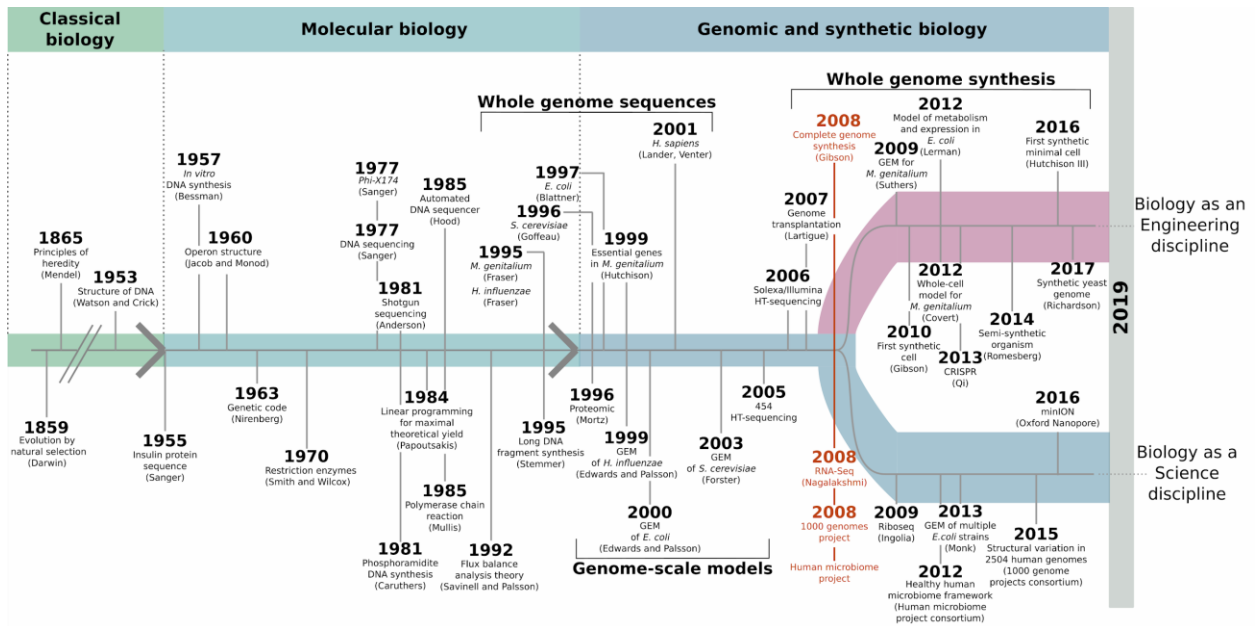 Classical
biology
Molecular biology
Genomic and synthetic biology
Whole genome sequences
Whole genome synthesis
1865
Principles of
heredity
(Mendel)
1953
Structure of DNA
(Watson and Crick)
1957
In vitro
DNA synthesis
(Bessman)
1960
Operon structure
(Jacob and Monod)
1977
Phi-X174
(Sanger)
1977
DNA sequencing
(Sanger)
1981
Shotgun
sequencing
(Anderson)
1985
Automated
DNA sequencer
(Hood)
1995
M. genitalium
(Fraser)
H. influenzae
(Fraser)
1997
E. coli
(Blattner)
1996
S. cerevisiae
(Goffeau)
1999
Essential genes
in M. genitalium
(Hutchison)
2001
H. sapiens
(Lander, Venter)
2006
Solexa/Illumina
HT-sequencing
2007
Genome
transplantation
(Lartigue)
2008
Complete genome
synthesis
(Gibson)
2009
GEM for
M. genitalium
(Suthers)
2012
Model of metabolism
and expression in
E. coli
(Lerman)
2016
First synthetic
minimal cell
(Hutchison III)
2010
First synthetic
cell
(Gibson)
2012
Whole-cell
model for
M. genitalium
(Covert)
2013
CRISPR
(Qi)
2014
Semi-synthetic
organism
(Romesberg)
2017
Synthetic yeast
genome
(Richardson)
Biology as an
Engineering
discipline
2019
1859
Evolution by
natural selection
(Darwin)
1955
Insulin protein
sequence
(Sanger)
1963
Genetic code
(Nirenberg)
1970
Restriction enzymes
(Smith and Wilcox)
1984
Linear programming
for maximal
theoretical yield
(Papoutsakis)
1985
Polymerase chain
reaction
(Mullis)
1981
Phosphoramidite
DNA synthesis
(Caruthers)
1992
Flux balance
analysis theory
(Savinell and Palsson)
1995
Long DNA
fragment synthesis
(Stemmer)
1996
Proteomic
(Mortz)
1999
GEM
of H. influenzae
(Edwards and Palsson)
2000
GEM
of E. coli
(Edwards and Palsson)
2003
GEM
of S. cerevisiae
(Forster)
2005
454
HT-sequencing
Genome-scale models
2008
RNA-Seq
(Nagalakshmi)
2008
1000 genomes
project
Human microbiome
project
2009
Riboseq
(Ingolia)
2012
Healthy human
microbiome framework
(Human microbiome
project consortium)
2013
GEM of multiple
E.coli strains
(Monk)
2015
Structural variation in
2504 human genomes
(1000 genome
projects consortium)
2016
minION
(Oxford Nanopore)
Biology as a
Science
discipline